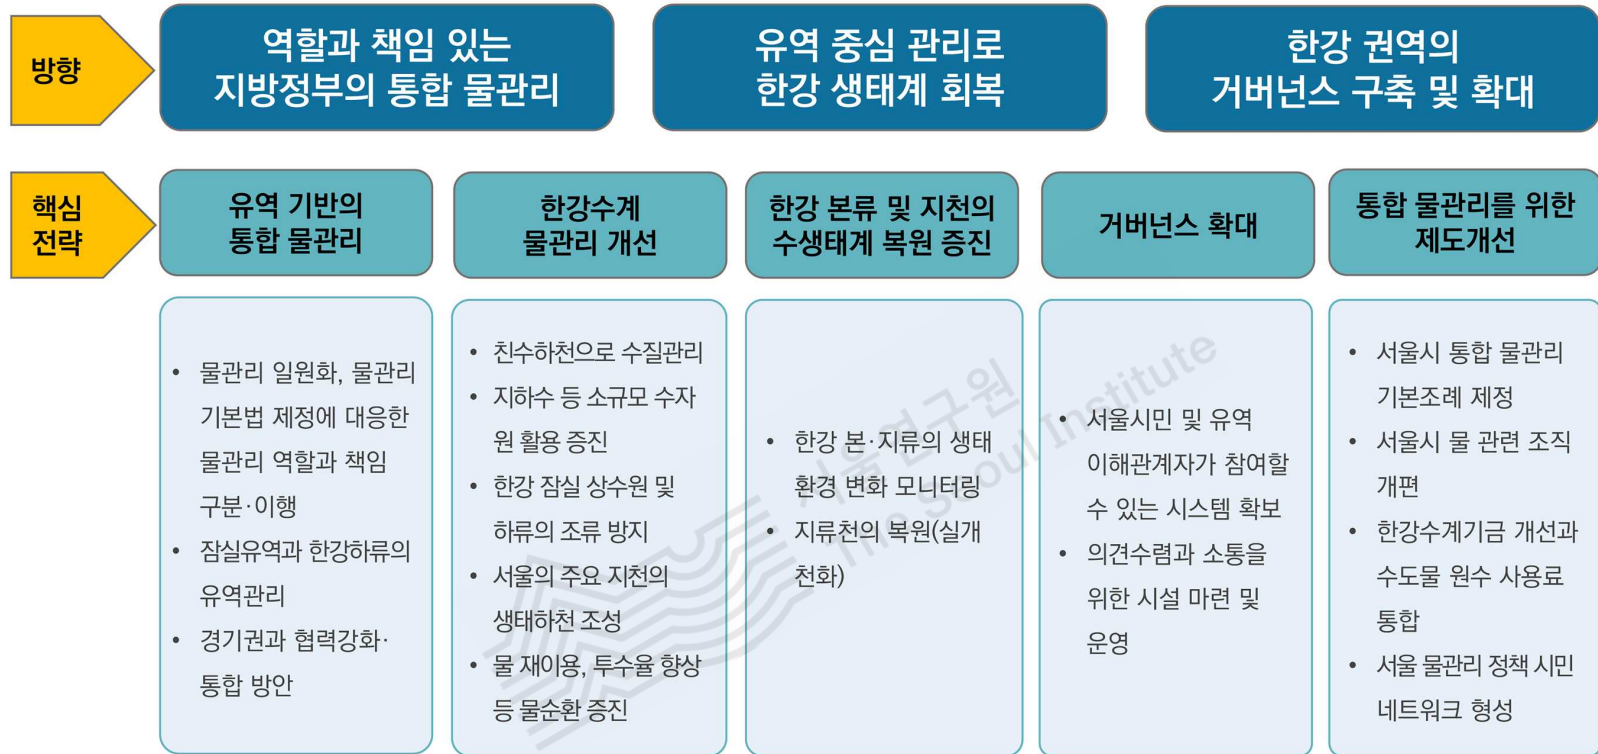 방향
역할과 책임 있는
지방정부의 통합 물관리
유역 중심 관리로
한강 생태계 회복
한강 권역의
거버넌스 구축 및 확대
핵심
전략
유역 기반의
통합 물관리
한강수계
물관리 개선
한강 본류 및 지천의
수생태계 복원 증진
거버넌스 확대
통합 물관리를 위한
제도개선
• 물관리 일원화, 물관리
기본법 제정에 대응한
물관리 역할과 책임
구분·이행
• 잠실유역과 한강하류의
유역관리
• 경기권과 협력강화·
통합 방안
• 친수하천으로 수질관리
• 지하수 등 소규모 수자
원 활용 증진
• 한강 잠실 상수원 및
하류의 조류 방지
• 서울의 주요 지천의
생태하천 조성
• 물 재이용, 투수율 향상
등 물순환 증진
• 한강 본·지류의 생태
환경 변화 모니터링
• 지류천의 복원(실개
천화)
• 서울시민 및 유역
이해관계자가 참여할
수 있는 시스템 확보
• 의견수렴과 소통을
위한 시설 마련 및
운영
• 서울시 통합 물관리
기본조례 제정
• 서울시 물 관련 조직
개편
• 한강수계기금 개선과
수도물 원수 사용료
통합
• 서울 물관리 정책 시민
네트워크 형성
서울연구원
The Seoul Institute